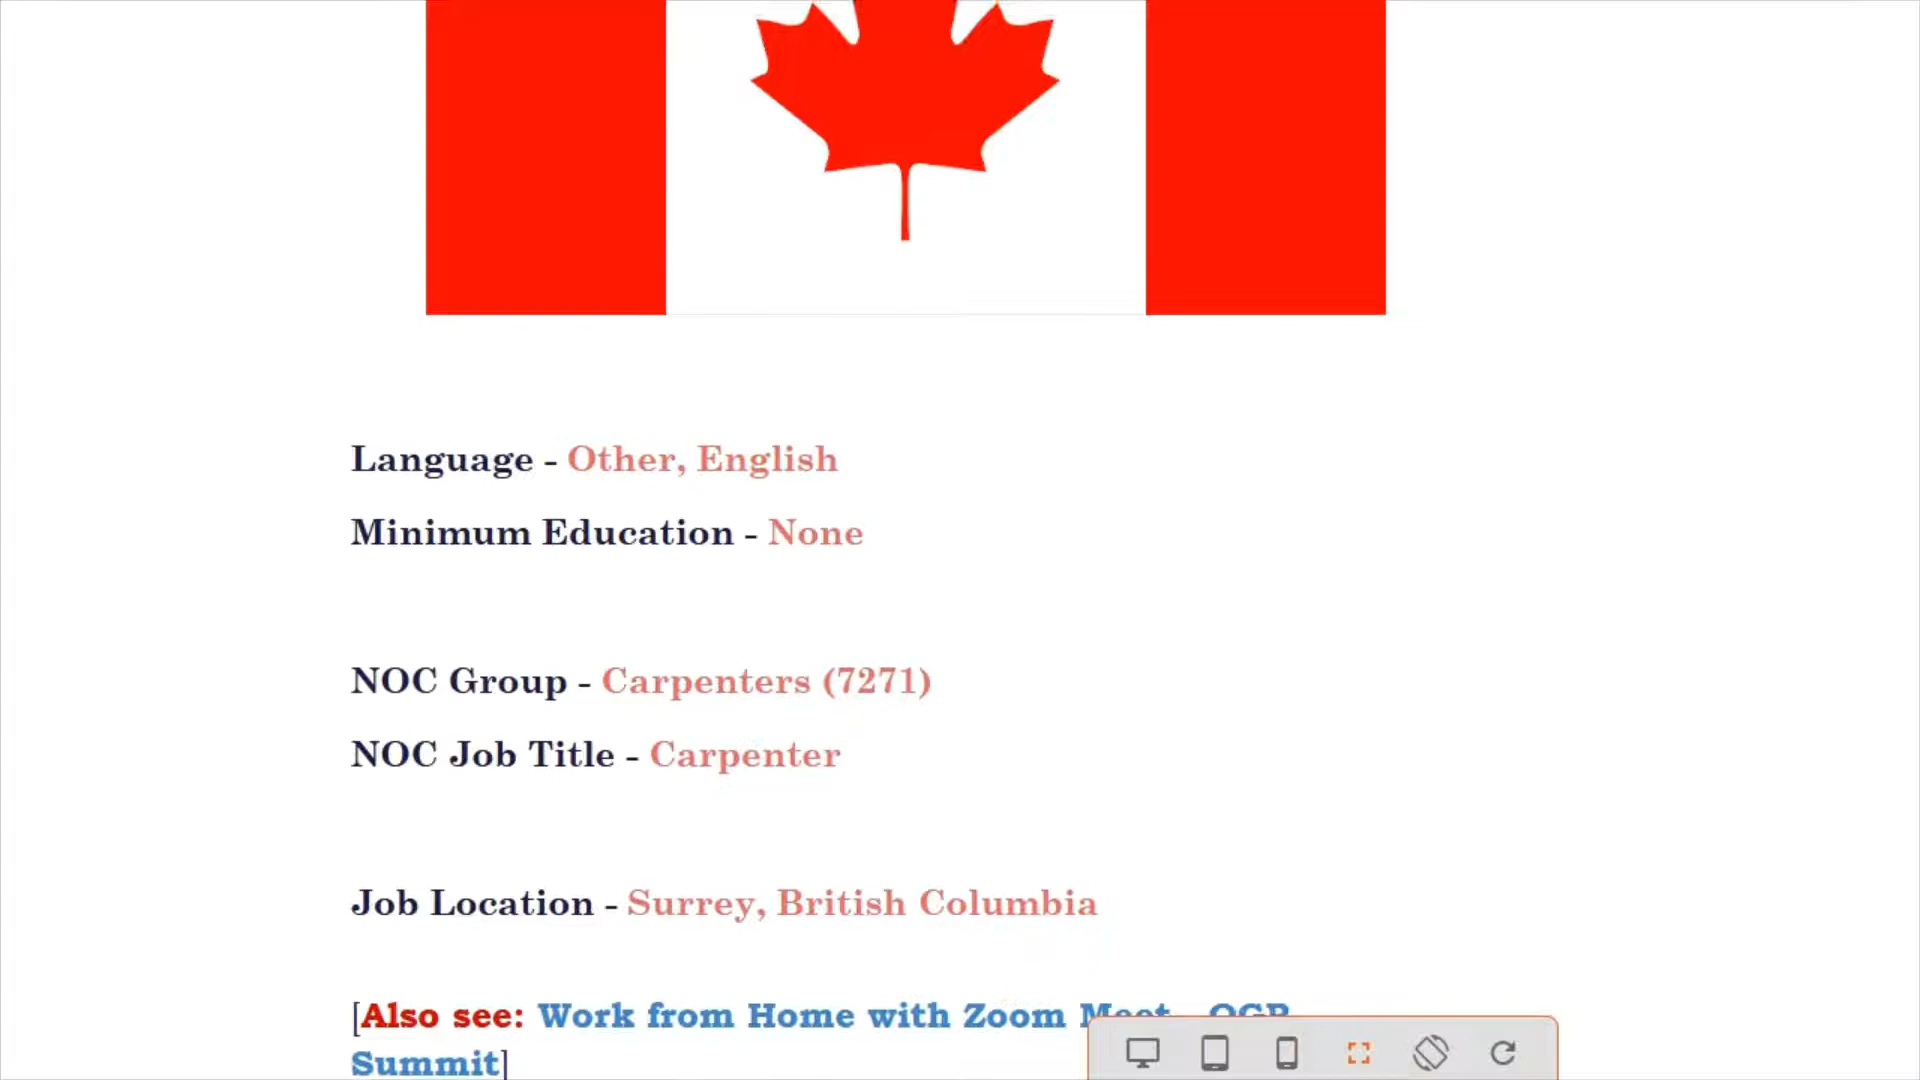 Language - Other, English
Minimum Education - None
NOC Group - Carpenters (7271)
NOC Job Title - Carpenter
Job Location - Surrey, British Columbia
[Also see: Work from Home with Zoom Meet
Summit]